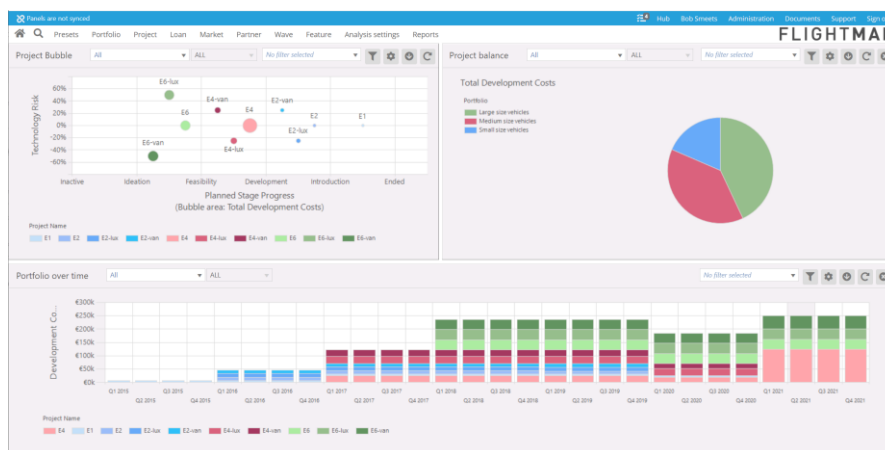 Panels are not synced
4
Hub
Bob Smeets
Administration
Documents
Support
Sign o
Presets
Portfolio
Project
Loan
Market
Partner
Wave
Feature
Analysis settings
Reports
FLIGHTMA
Project Bubble
All
ALL
No filter selected
Technology Risk
60%
40%
20%
0%
-20%
-40%
-60%
E6-lux
E4-van
E2-van
E6
E4
E2
E1
E6-van
E4-lux
E2-lux
Inactive
Ideation
Feasibility
Development
Introduction
Ended
Planned Stage Progress
(Bubble area: Total Development Costs)
Project Name
E1
E2
E2-lux
E2-van
E4
E4-lux
E4-van
E6
E6-lux
E6-van
Project balance
All
ALL
No filter selected
Total Development Costs
Portfolio
Large size vehicles
Medium size vehicles
Small size vehicles
Portfolio over time
All
ALL
No filter selected
Development Co...
€300k
€250k
€200k
€150k
€100k
€50k
€0k
Q1 2015
Q2 2015
Q3 2015
Q4 2015
Q1 2016
Q2 2016
Q3 2016
Q4 2016
Q1 2017
Q2 2017
Q3 2017
Q4 2017
Q1 2018
Q2 2018
Q3 2018
Q4 2018
Q1 2019
Q2 2019
Q3 2019
Q4 2019
Q1 2020
Q2 2020
Q3 2020
Q4 2020
Q1 2021
Q2 2021
Q3 2021
Q4 2021
Project Name
E4
E1
E2
E2-lux
E2-van
E4-lux
E4-van
E6
E6-lux
E6-van